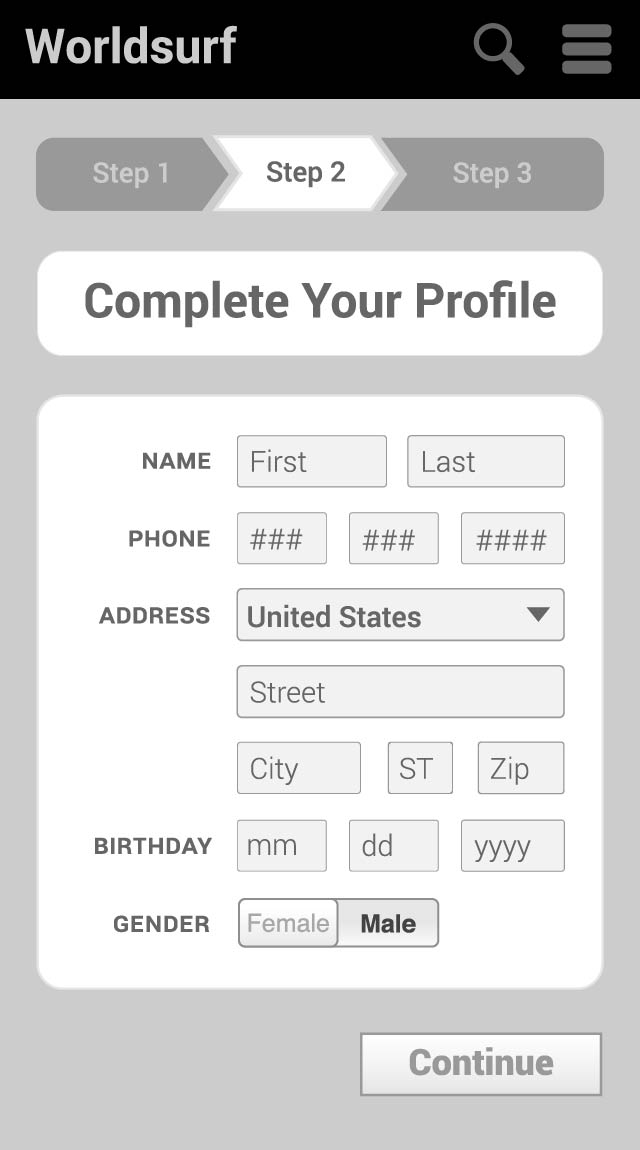 Worldsurf
Step 1 Step 2 Step 3
Complete Your Profile
NAME First Last
PHONE ### ### ####
ADDRESS United States
Street
City ST Zip
BIRTHDAY mm dd yyyy
GENDER Female Male
Continue